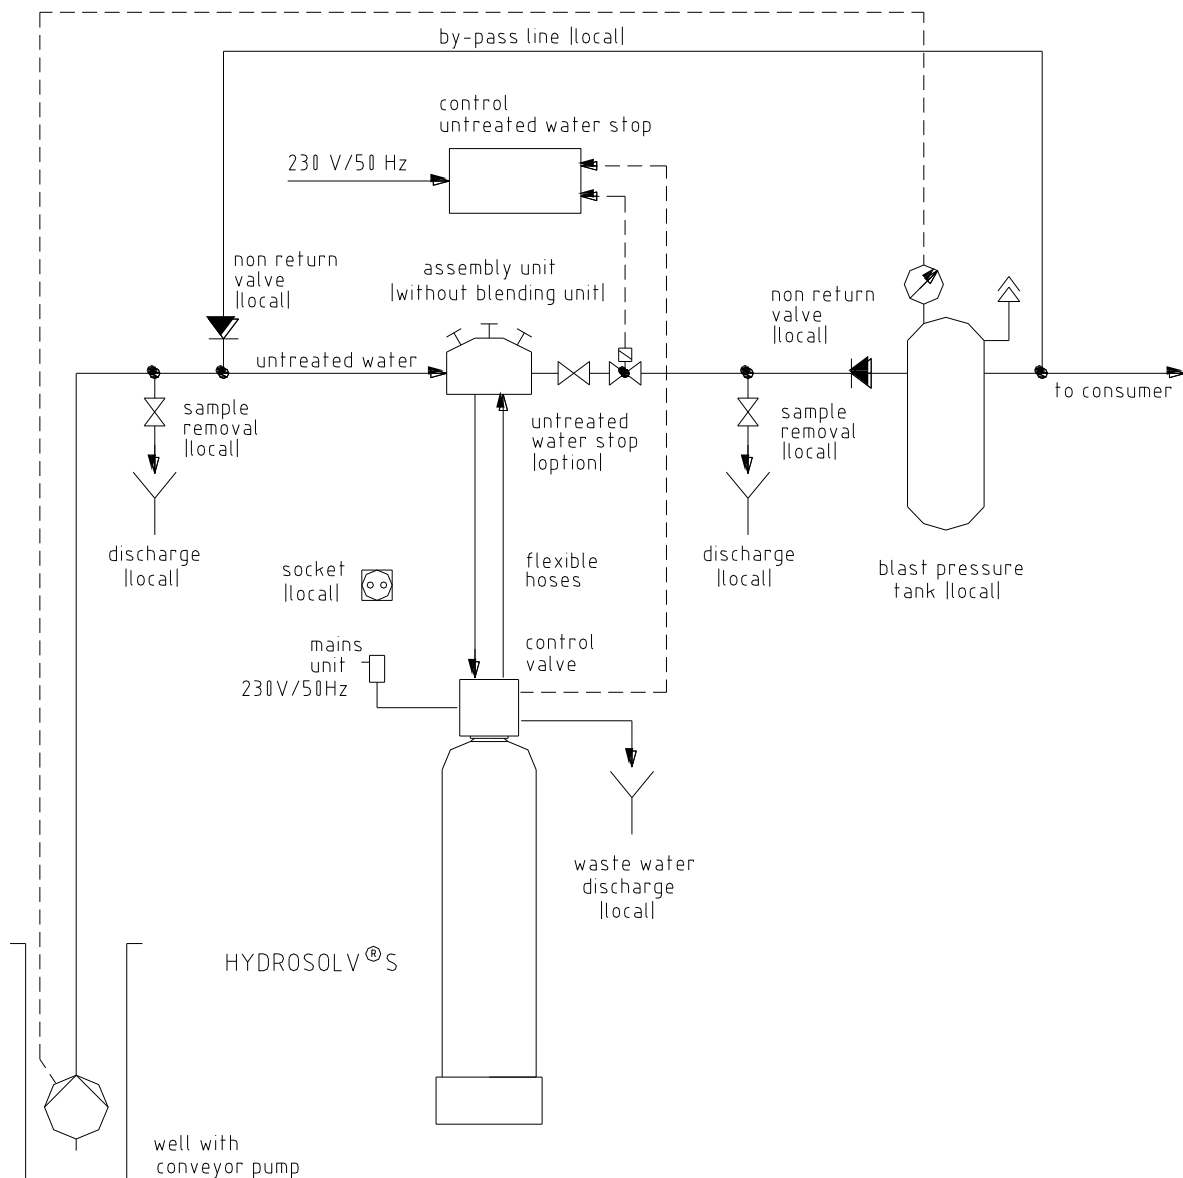 by-pass line |local|
control
untreated water stop
230 V/50 Hz
non return
valve
|local|
assembly unit
|without blending unit|
non return
valve
|local|
untreated water
to consumer
sample
removal
|local|
untreated
water stop
|option|
sample
removal
|local|
discharge
|local|
socket
|local|
flexible
hoses
discharge
|local|
blast pressure
tank |local|
mains
unit
230V/50Hz
control
valve
waste water
discharge
|local|
HYDROSOLV®S
well with
conveyor pump